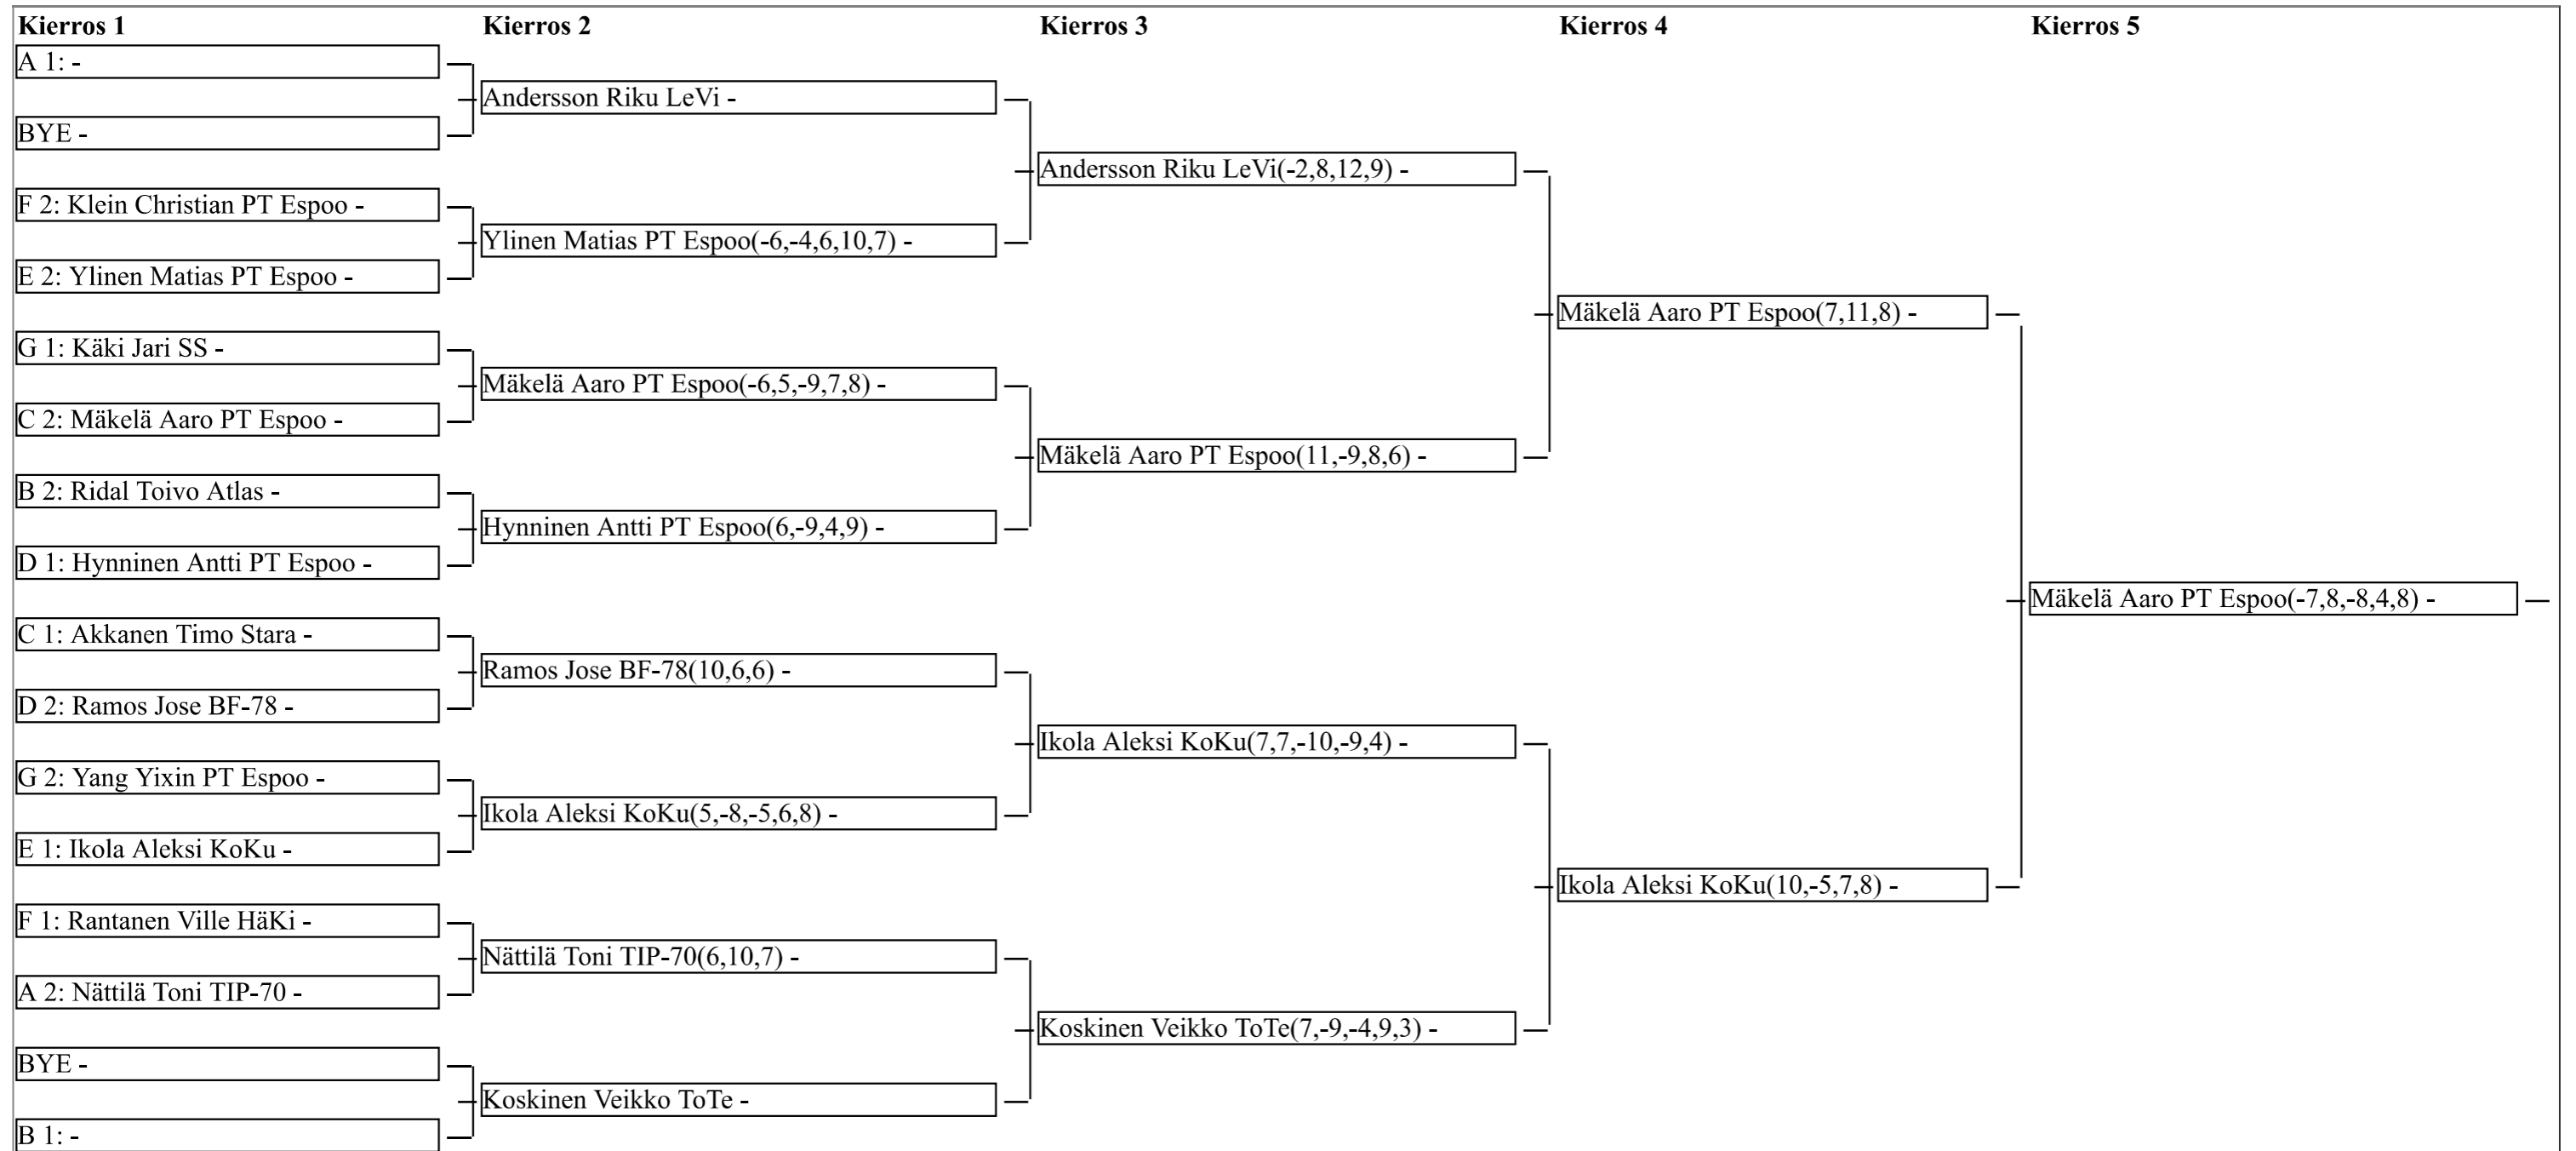 Kierros 1 Kierros 2 Kierros 3 Kierros 4 Kierros 5
A 1: -
Andersson Riku LeVi -
BYE -
Andersson Riku LeVi(-2,8,12,9) -
F 2: Klein Christian PT Espoo -
Ylinen Matias PT Espoo(-6,-4,6,10,7) -
E 2: Ylinen Matias PT Espoo -
Mäkelä Aaro PT Espoo(7,11,8) -
G 1: Käki Jari SS -
Mäkelä Aaro PT Espoo(-6,5,-9,7,8) -
C 2: Mäkelä Aaro PT Espoo -
Mäkelä Aaro PT Espoo(11,-9,8,6) -
B 2: Ridal Toivo Atlas -
Hynninen Antti PT Espoo(6,-9,4,9) -
D 1: Hynninen Antti PT Espoo -
Mäkelä Aaro PT Espoo(-7,8,-8,4,8) -
C 1: Akkanen Timo Stara -
Ramos Jose BF-78(10,6,6) -
D 2: Ramos Jose BF-78 -
Ikola Aleksi KoKu(7,7,-10,-9,4) -
G 2: Yang Yixin PT Espoo -
Ikola Aleksi KoKu(5,-8,-5,6,8) -
E 1: Ikola Aleksi KoKu -
Ikola Aleksi KoKu(10,-5,7,8) -
F 1: Rantanen Ville HäKi -
Nättilä Toni TIP-70(6,10,7) -
A 2: Nättilä Toni TIP-70 -
Koskinen Veikko ToTe(7,-9,-4,9,3) -
BYE -
Koskinen Veikko ToTe -
B 1: -